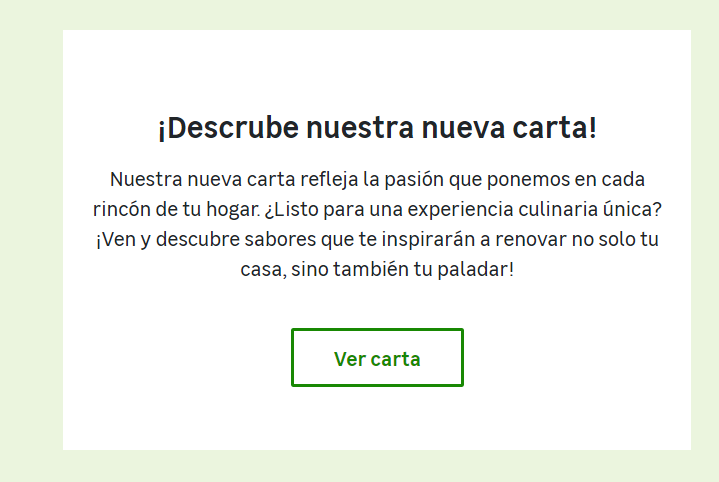 ¡Descrube nuestra nueva carta!
Nuestra nueva carta refleja la pasión que ponemos en cada
rincón de tu hogar. ¿Listo para una experiencia culinaria única?
¡Ven y descubre sabores que te inspirarán a renovar no solo tu
casa, sino también tu paladar!
Ver carta